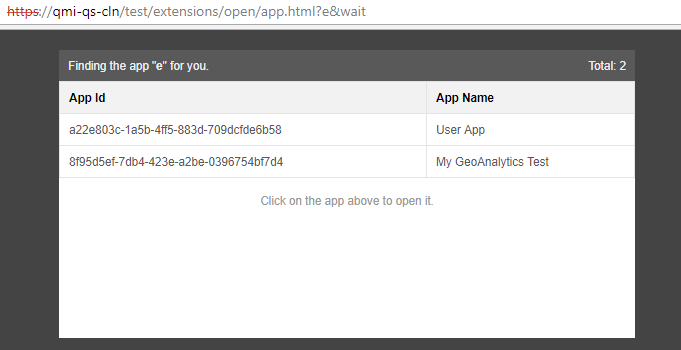 https://qmi-qs-cln/test/extensions/open/app.html?e&wait
Finding the app "e" for you. Total: 2
App Id App Name
a22e803c-1a5b-4ff5-883d-709dcfde6b58 User App
8f95d5ef-7db4-423e-a2be-0396754bf7d4 My GeoAnalytics Test
Click on the app above to open it.